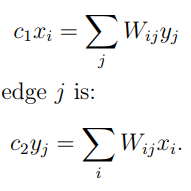 c₁xᵢ = ∑ⱼ Wᵢⱼyⱼ
edge j is:
c₂yⱼ = ∑ᵢ Wᵢⱼxᵢ.